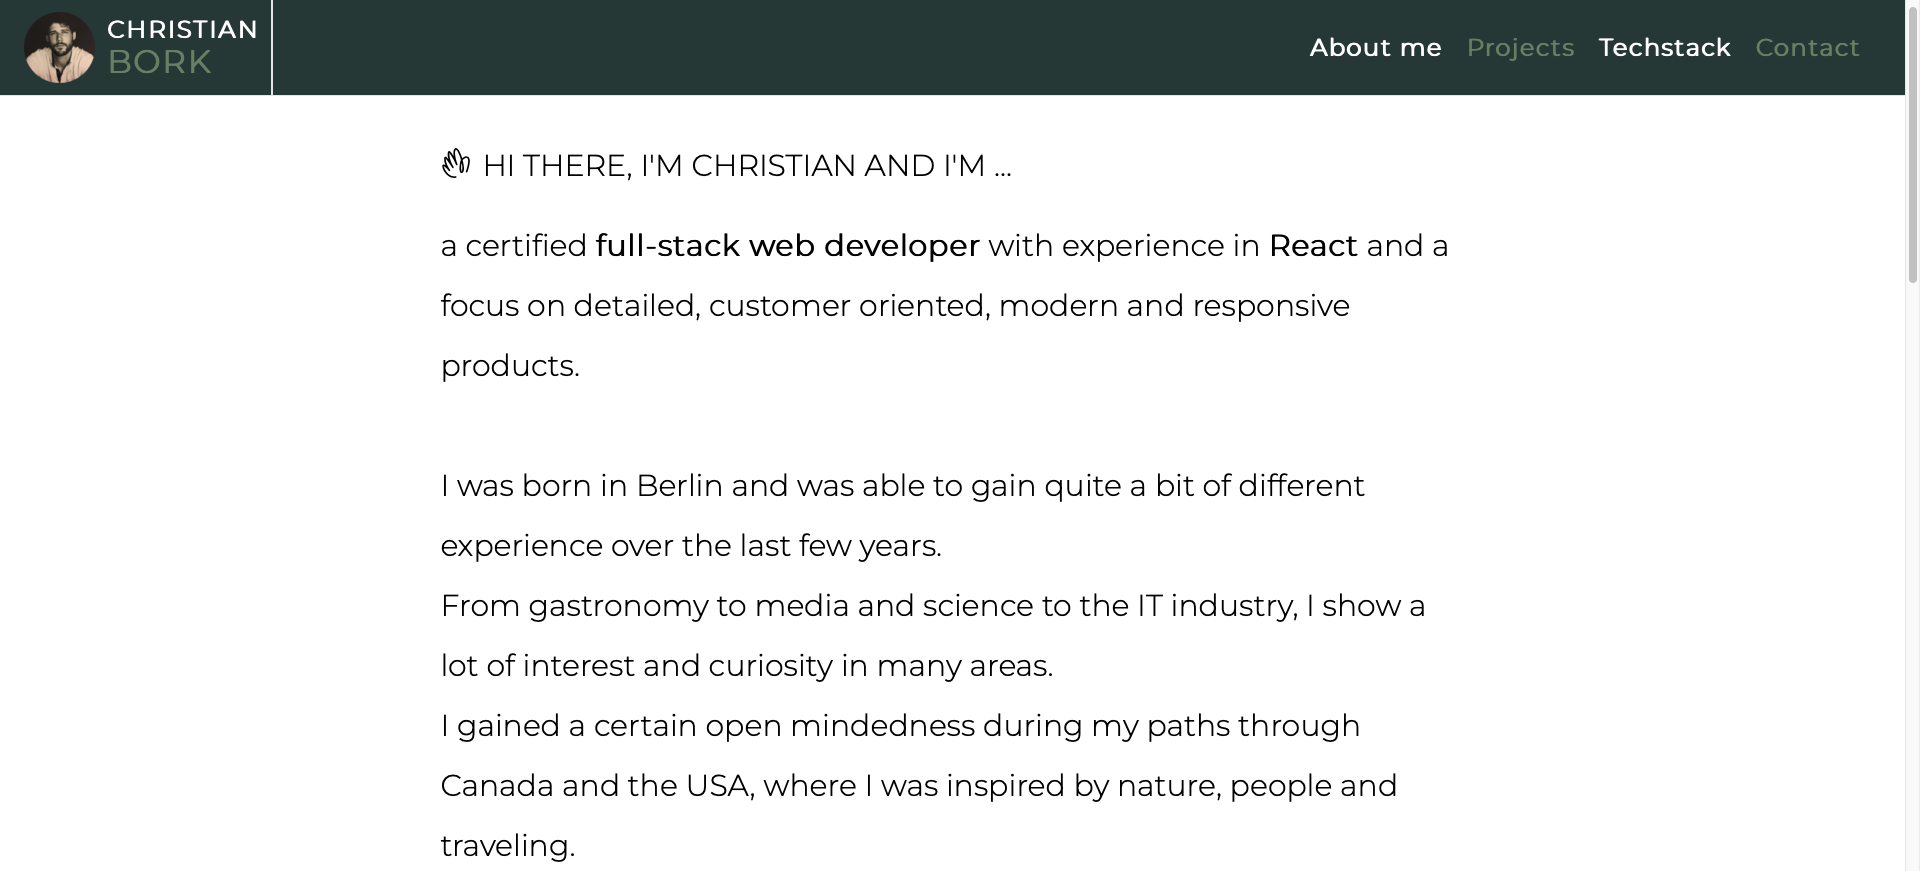 CHRISTIAN
BORK
About me Projects Techstack Contact
HI THERE, I'M CHRISTIAN AND I'M ...
a certified full-stack web developer with experience in React and a
focus on detailed, customer oriented, modern and responsive
products.
I was born in Berlin and was able to gain quite a bit of different
experience over the last few years.
From gastronomy to media and science to the IT industry, I show a
lot of interest and curiosity in many areas.
I gained a certain open mindedness during my paths through
Canada and the USA, where I was inspired by nature, people and
traveling.